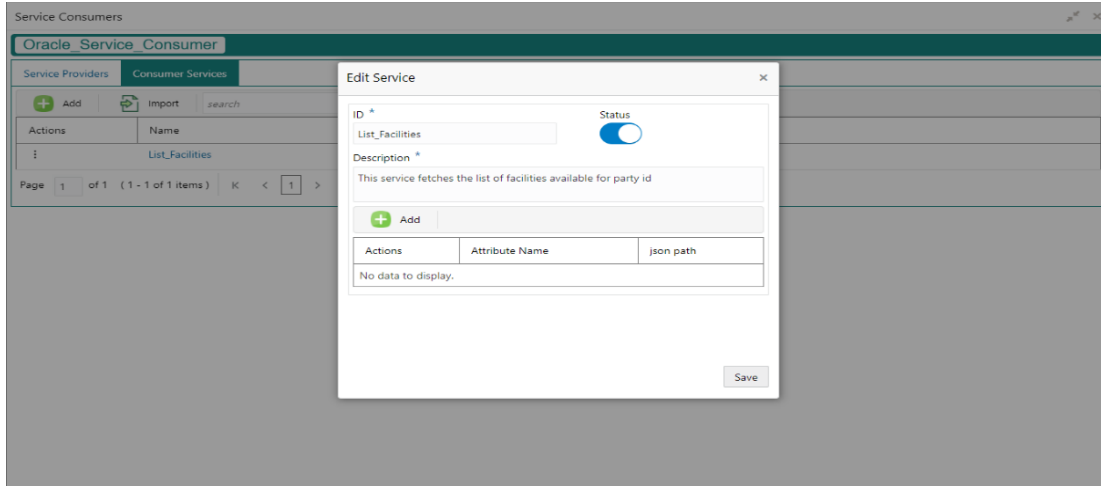 Service Consumers
Oracle_Service_Consumer
Service Providers Consumer Services
Add Import search
Actions Name
List_Facilities
Page 1 of 1 (1 - 1 of 1 items) K < 1 >
Edit Service ×
ID * Status
List_Facilities
Description *
This service fetches the list of facilities available for party id
Add
Actions Attribute Name json path
No data to display.
Save